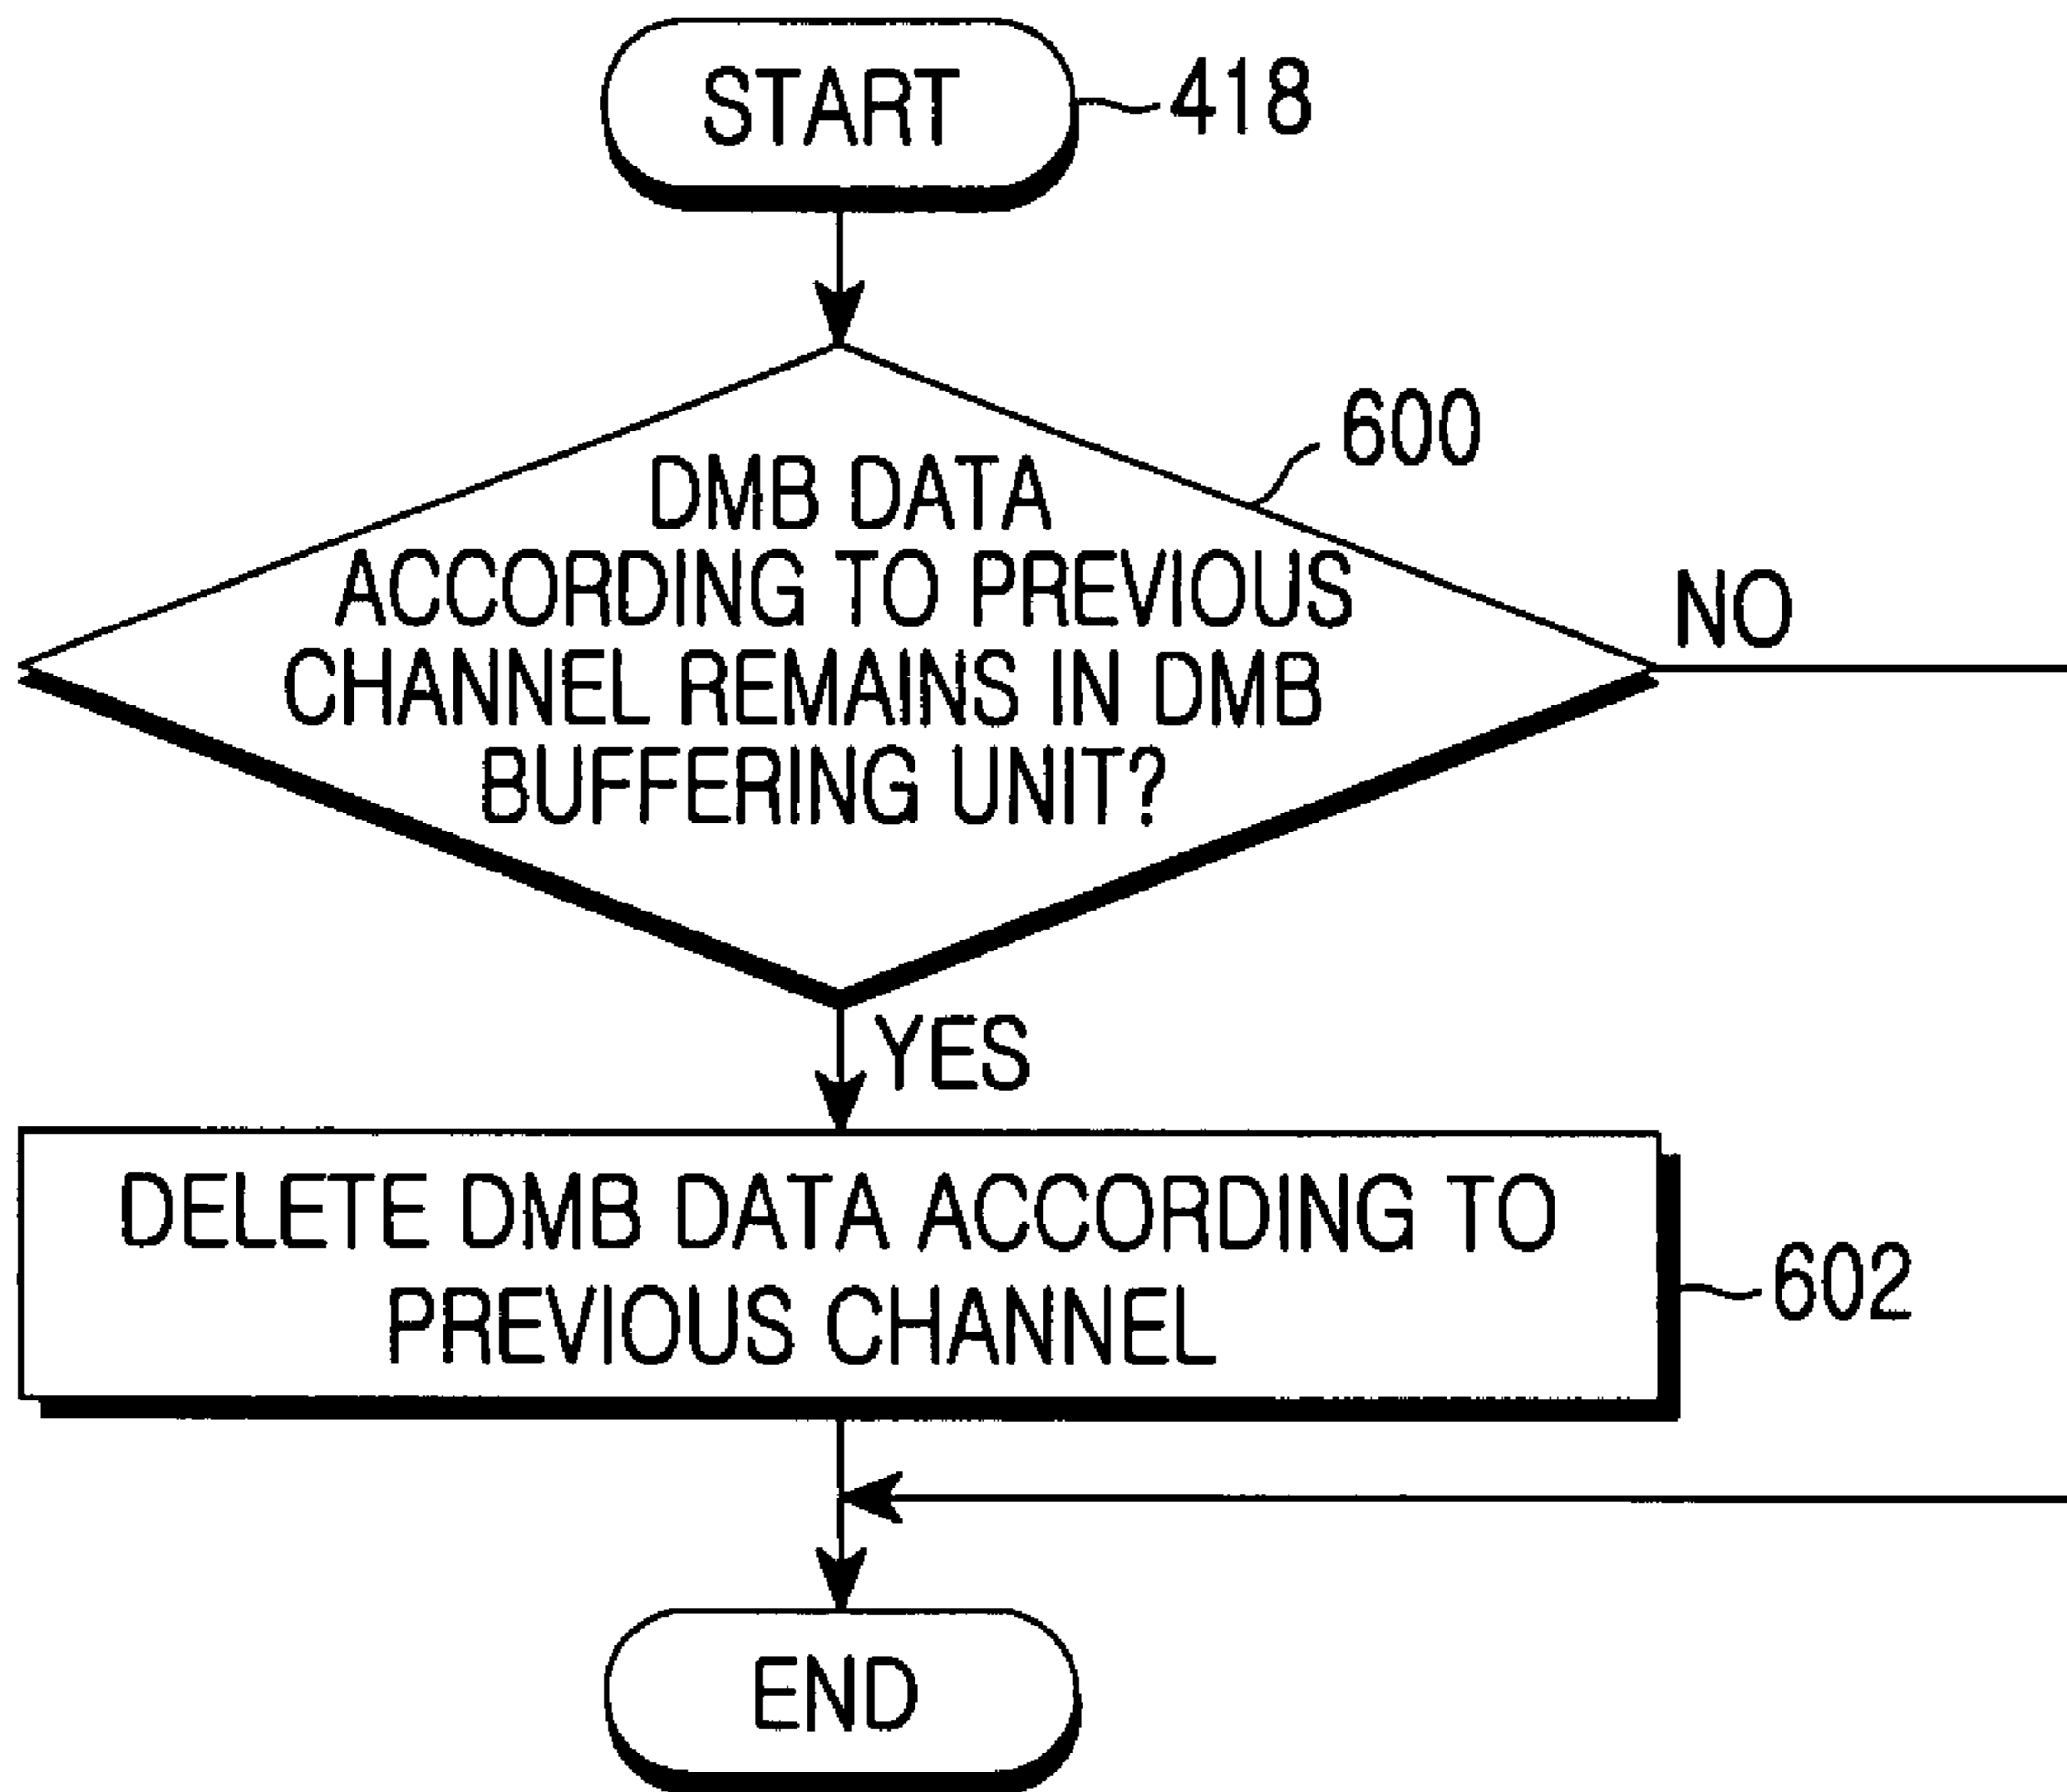 START
418
600
DMB DATA
ACCORDING TO PREVIOUS
CHANNEL REMAINS IN DMB
BUFFERING UNIT?
NO
YES
DELETE DMB DATA ACCORDING TO
PREVIOUS CHANNEL
602
END